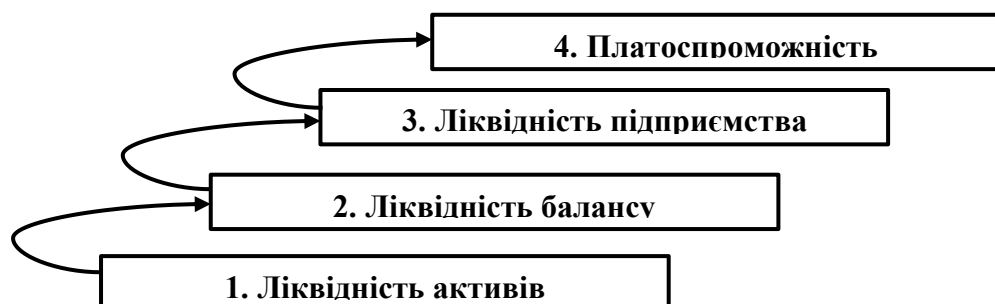 4. Платоспроможність
3. Ліквідність підприємства
2. Ліквідність балансу
1. Ліквідність активів